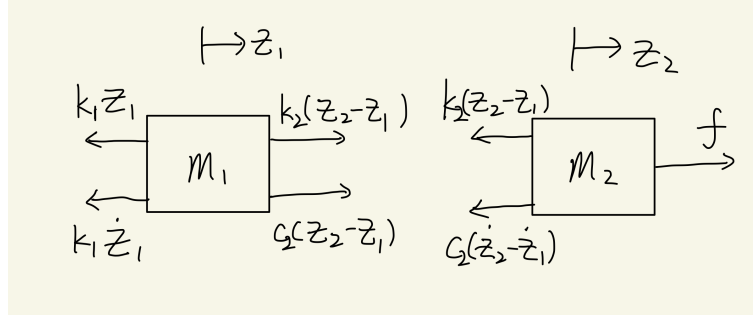 z₁
z₂
k₁z₁
k₂(z₂-z₁)
k₂(z₂-z₁)
f
m₁
m₂
k₁ż₁
c₂(z₂-z₁)
c₂(ż₂-ż₁)